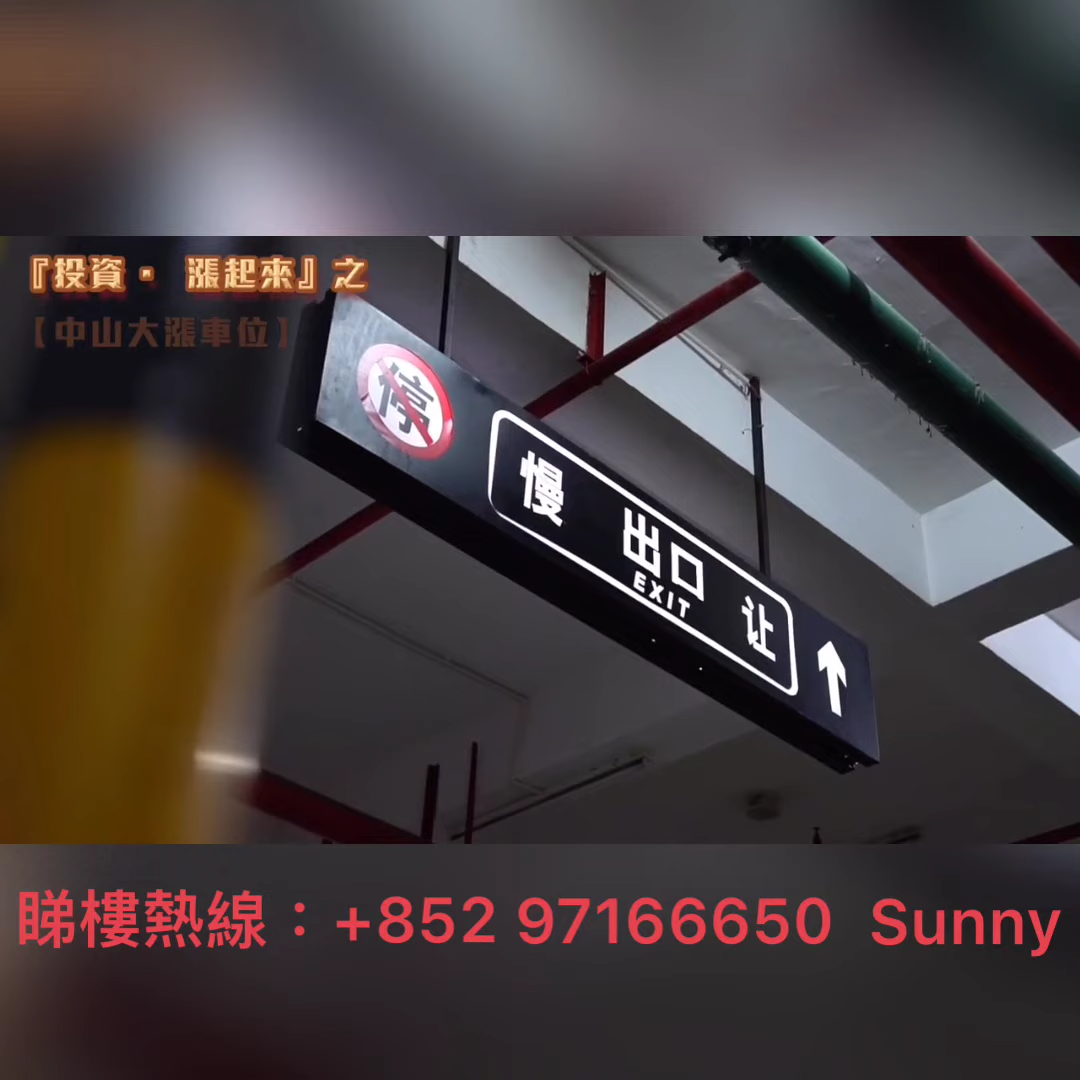 『投資· 漲起來』之
【中山大漲車位】
停
慢 出口 让
EXIT
睇樓熱線：+852 97166650 Sunny